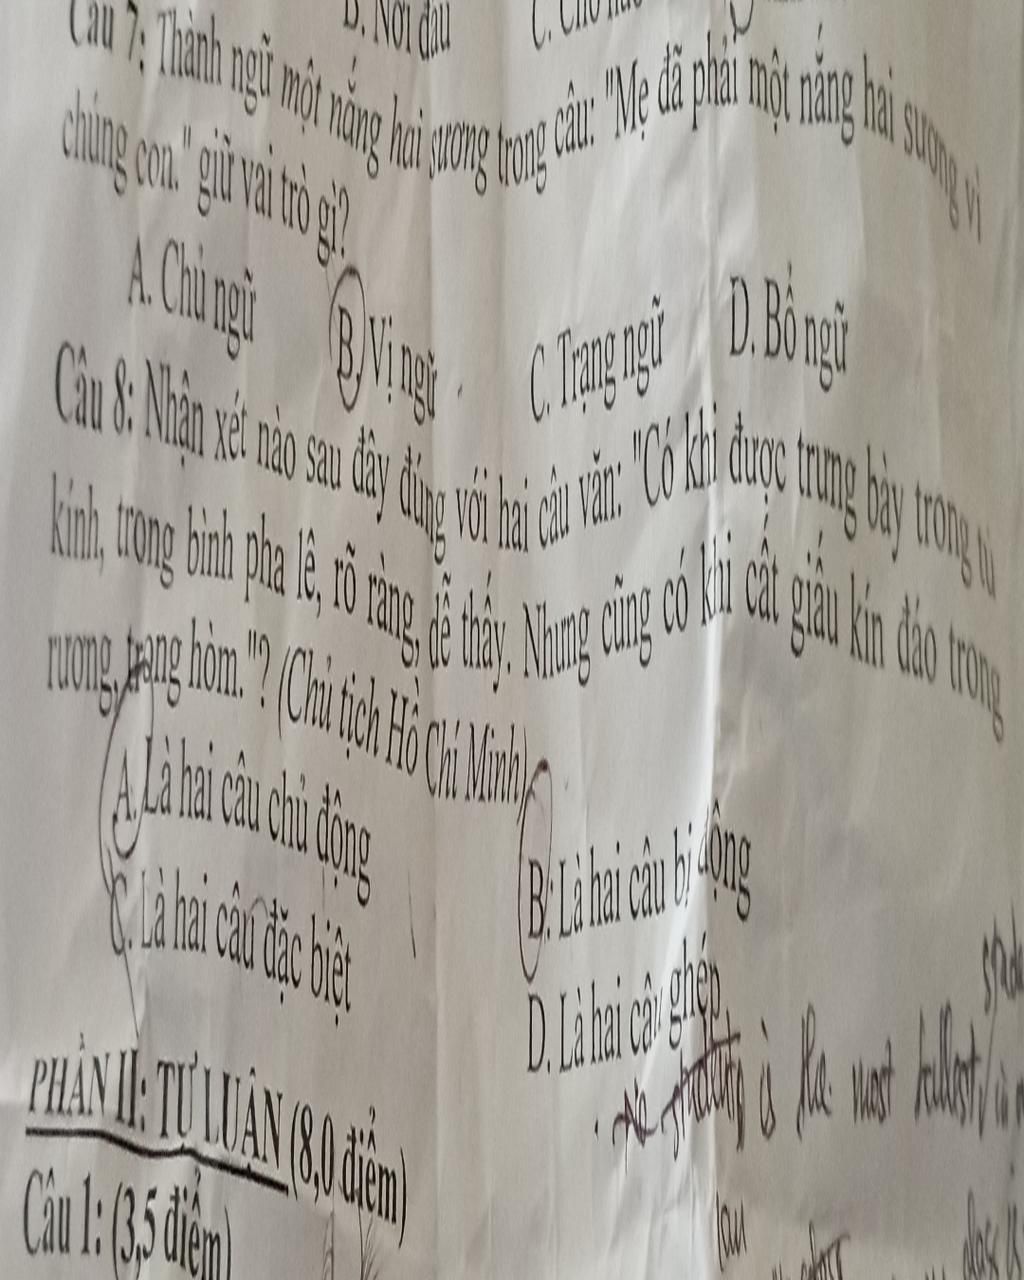 D. Nơi đâu
Câu 7: Thành ngữ một nắng hai sương trong câu: "Mẹ đã phải một nắng hai sương vì
chúng con." giữ vai trò gì?
A. Chủ ngữ B. Vị ngữ C. Trạng ngữ D. Bổ ngữ
Câu 8: Nhận xét nào sau đây đúng với hai câu văn: "Có khi được trưng bày trong tủ
kính, trong bình pha lê, rõ ràng, dễ thấy. Nhưng cũng có khi cất giấu kín đáo trong
rương, trong hòm."? (Chủ tịch Hồ Chí Minh)
A. Là hai câu chủ động B. Là hai câu bị động
C. Là hai câu đặc biệt D. Là hai câu ghép
is the most
PHẦN II: TỰ LUẬN (8,0 điểm)
Câu 1: (3,5 điểm)